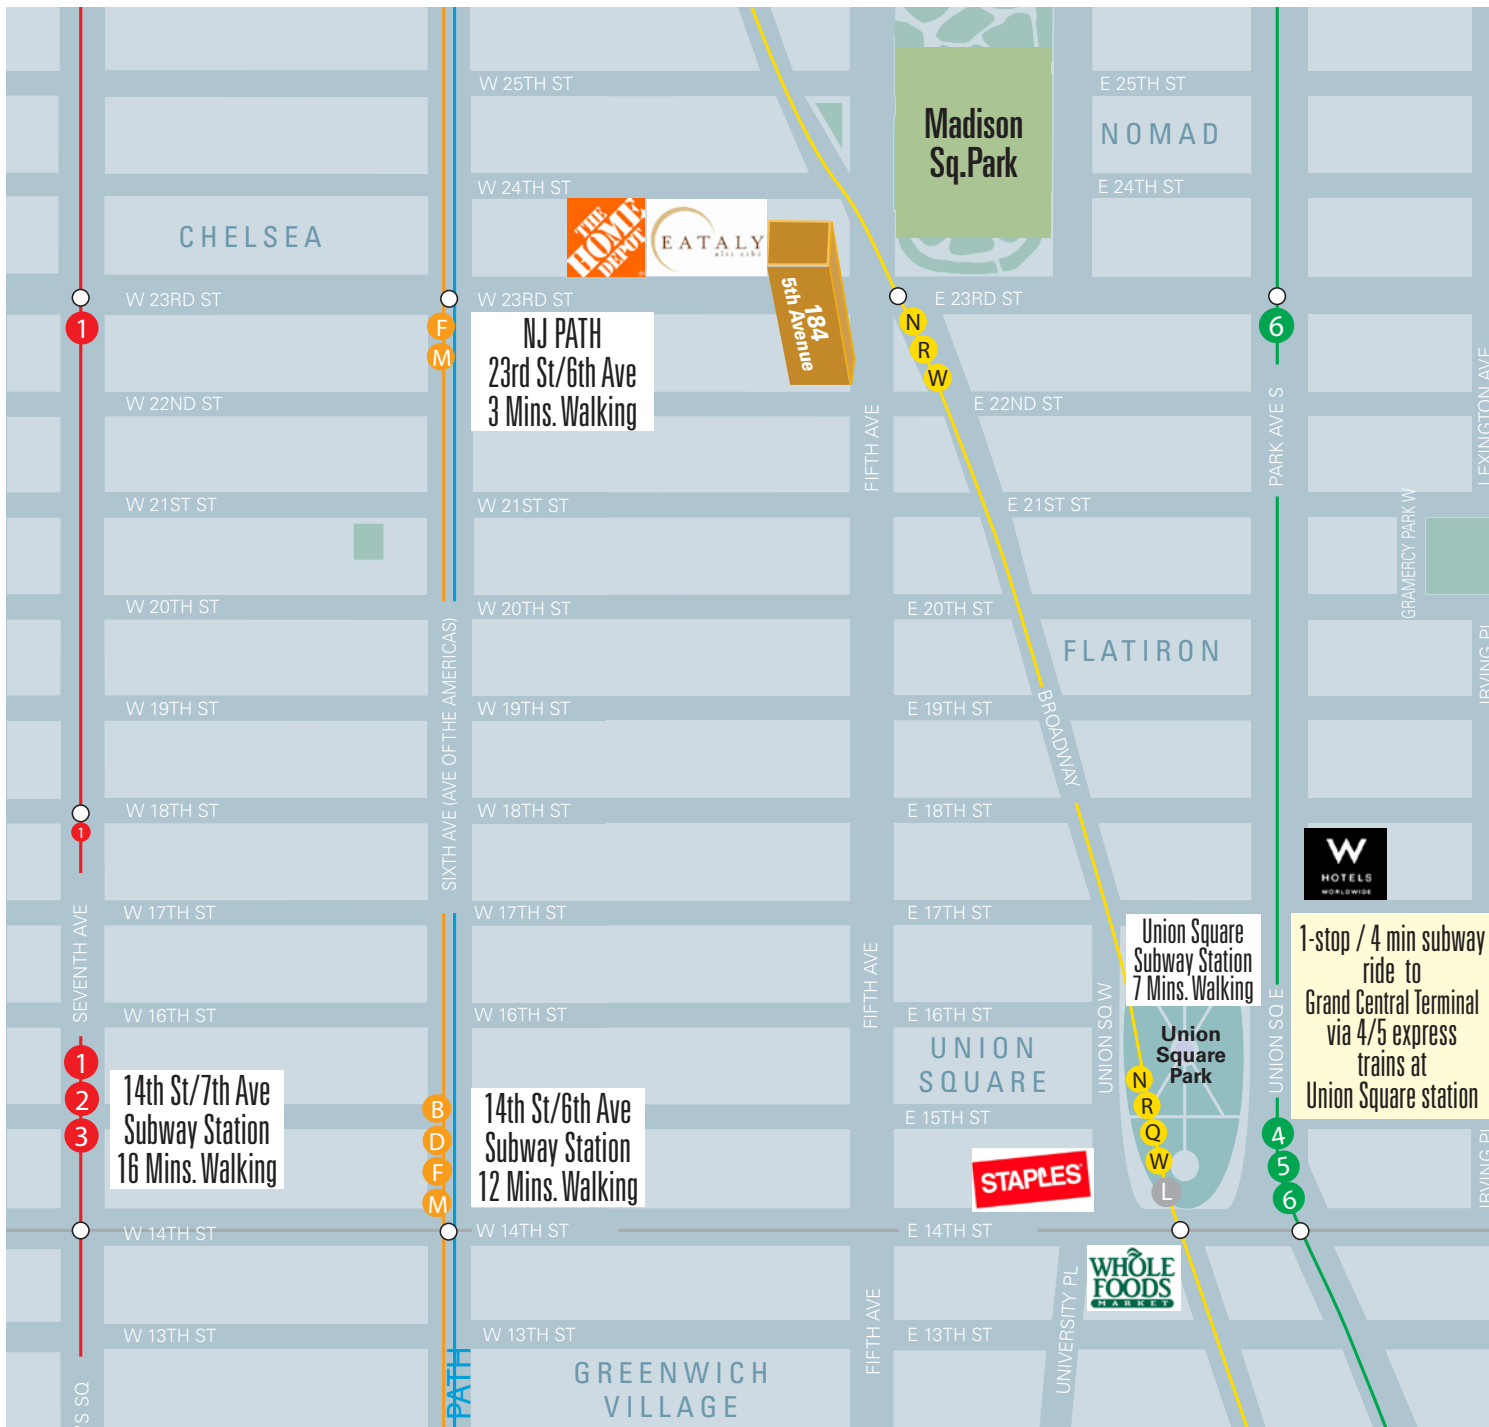 W 25TH ST
E 25TH ST
Madison
Sq.Park
NOMAD
W 24TH ST
E 24TH ST
CHELSEA
THE
HOME
DEPOT
EATALY
alti cibi
184
5th Avenue
W 23RD ST
W 23RD ST
E 23RD ST
1
F
M
NJ PATH
23rd St/6th Ave
3 Mins. Walking
N
R
W
6
W 22ND ST
E 22ND ST
FIFTH AVE
PARK AVE S
LEXINGTON AVE
W 21ST ST
W 21ST ST
E 21ST ST
GRAMERCY PARK W
W 20TH ST
W 20TH ST
E 20TH ST
FLATIRON
IRVING PL
SIXTH AVE (AVE OF THE AMERICAS)
W 19TH ST
W 19TH ST
E 19TH ST
BROADWAY
W 18TH ST
W 18TH ST
E 18TH ST
1
W
HOTELS
WORLDWIDE
W 17TH ST
W 17TH ST
E 17TH ST
SEVENTH AVE
FIFTH AVE
Union Square
Subway Station
7 Mins. Walking
1-stop / 4 min subway
ride to
Grand Central Terminal
via 4/5 express
trains at
Union Square station
W 16TH ST
W 16TH ST
E 16TH ST
UNION SQ W
UNION SQ E
UNION
SQUARE
Union
Square
Park
1
2
3
14th St/7th Ave
Subway Station
16 Mins. Walking
B
D
F
M
14th St/6th Ave
Subway Station
12 Mins. Walking
N
R
Q
W
L
E 15TH ST
4
5
6
IRVING PL
STAPLES
W 14TH ST
W 14TH ST
E 14TH ST
WHOLE
FOODS
MARKET
UNIVERSITY PL
FIFTH AVE
W 13TH ST
W 13TH ST
E 13TH ST
PATH
GREENWICH
VILLAGE
PS SQ